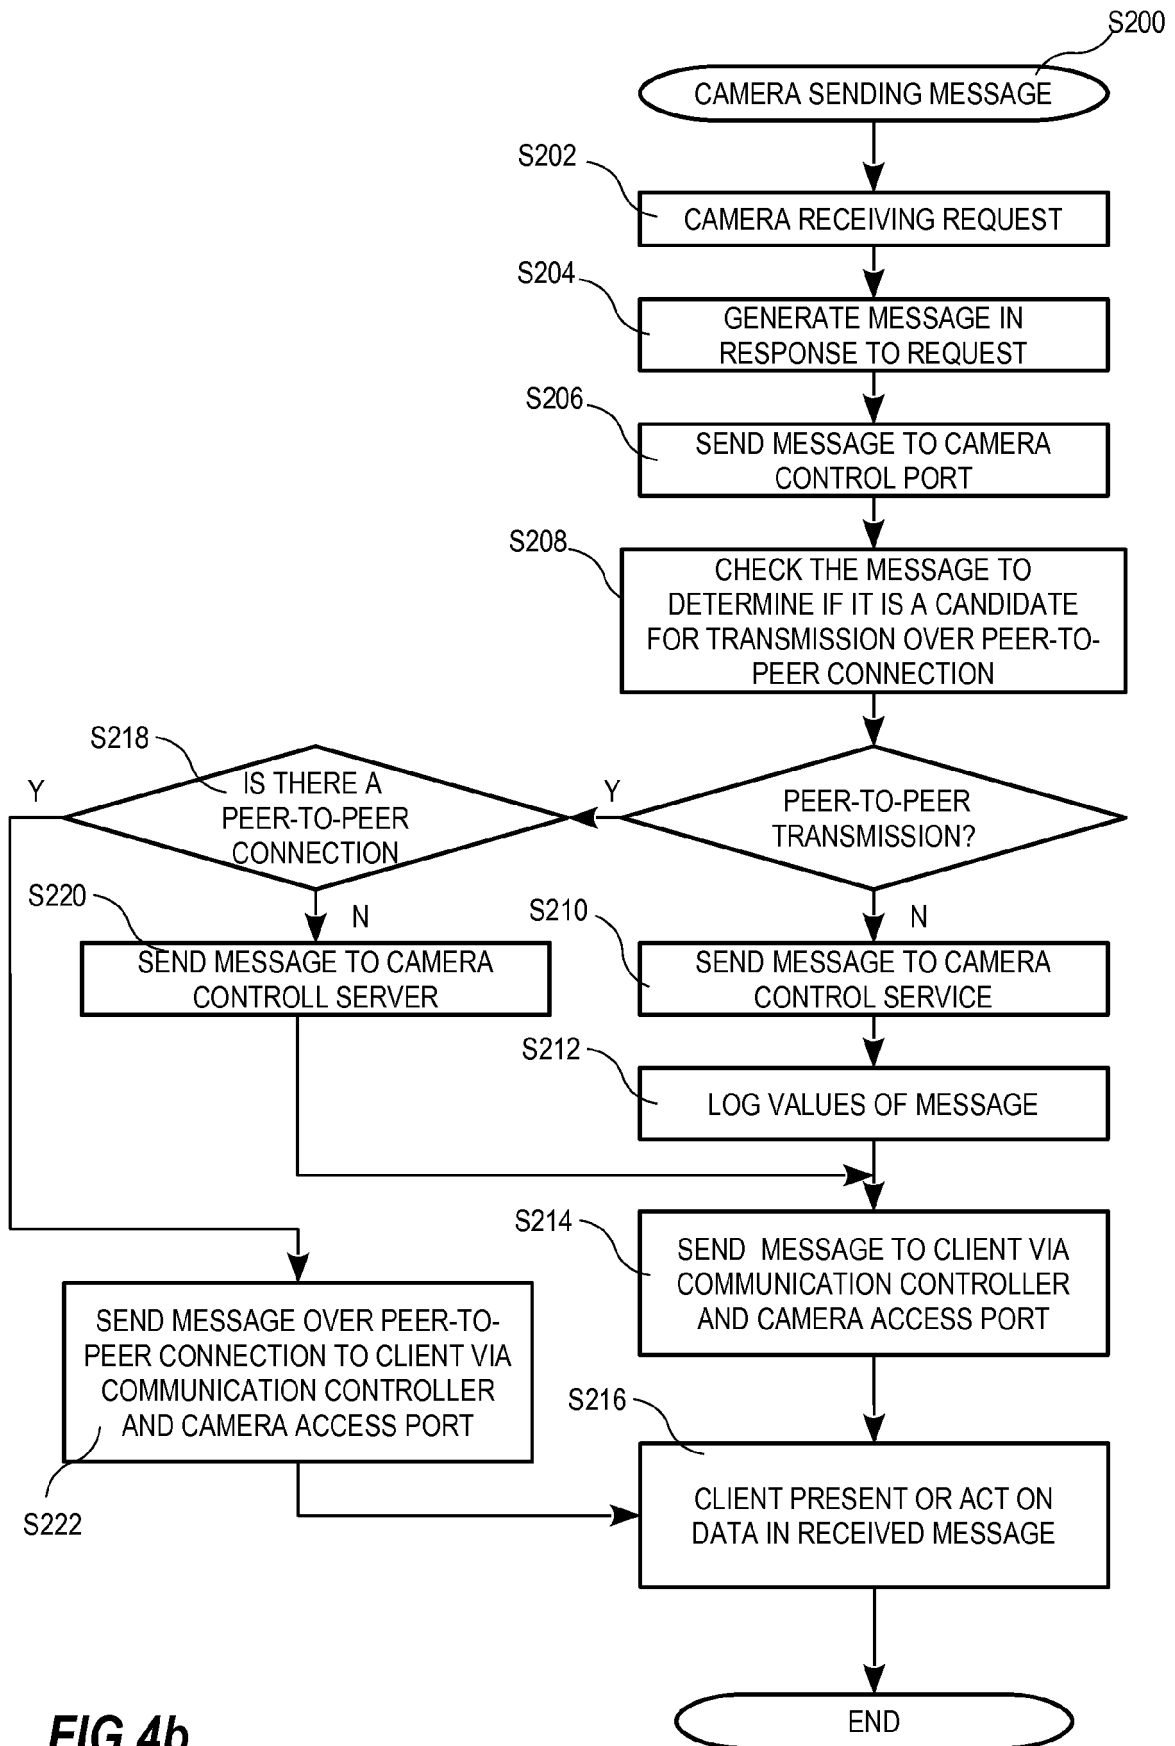 S200
CAMERA SENDING MESSAGE
S202
CAMERA RECEIVING REQUEST
S204
GENERATE MESSAGE IN
RESPONSE TO REQUEST
S206
SEND MESSAGE TO CAMERA
CONTROL PORT
S208
CHECK THE MESSAGE TO
DETERMINE IF IT IS A CANDIDATE
FOR TRANSMISSION OVER PEER-TO-
PEER CONNECTION
S218
Y
IS THERE A
PEER-TO-PEER
CONNECTION
Y
PEER-TO-PEER
TRANSMISSION?
S220
N
SEND MESSAGE TO CAMERA
CONTROLL SERVER
S210
N
SEND MESSAGE TO CAMERA
CONTROL SERVICE
S212
LOG VALUES OF MESSAGE
S214
SEND MESSAGE TO CLIENT VIA
COMMUNICATION CONTROLLER
AND CAMERA ACCESS PORT
SEND MESSAGE OVER PEER-TO-
PEER CONNECTION TO CLIENT VIA
COMMUNICATION CONTROLLER
AND CAMERA ACCESS PORT
S222
S216
CLIENT PRESENT OR ACT ON
DATA IN RECEIVED MESSAGE
END
FIG 4b